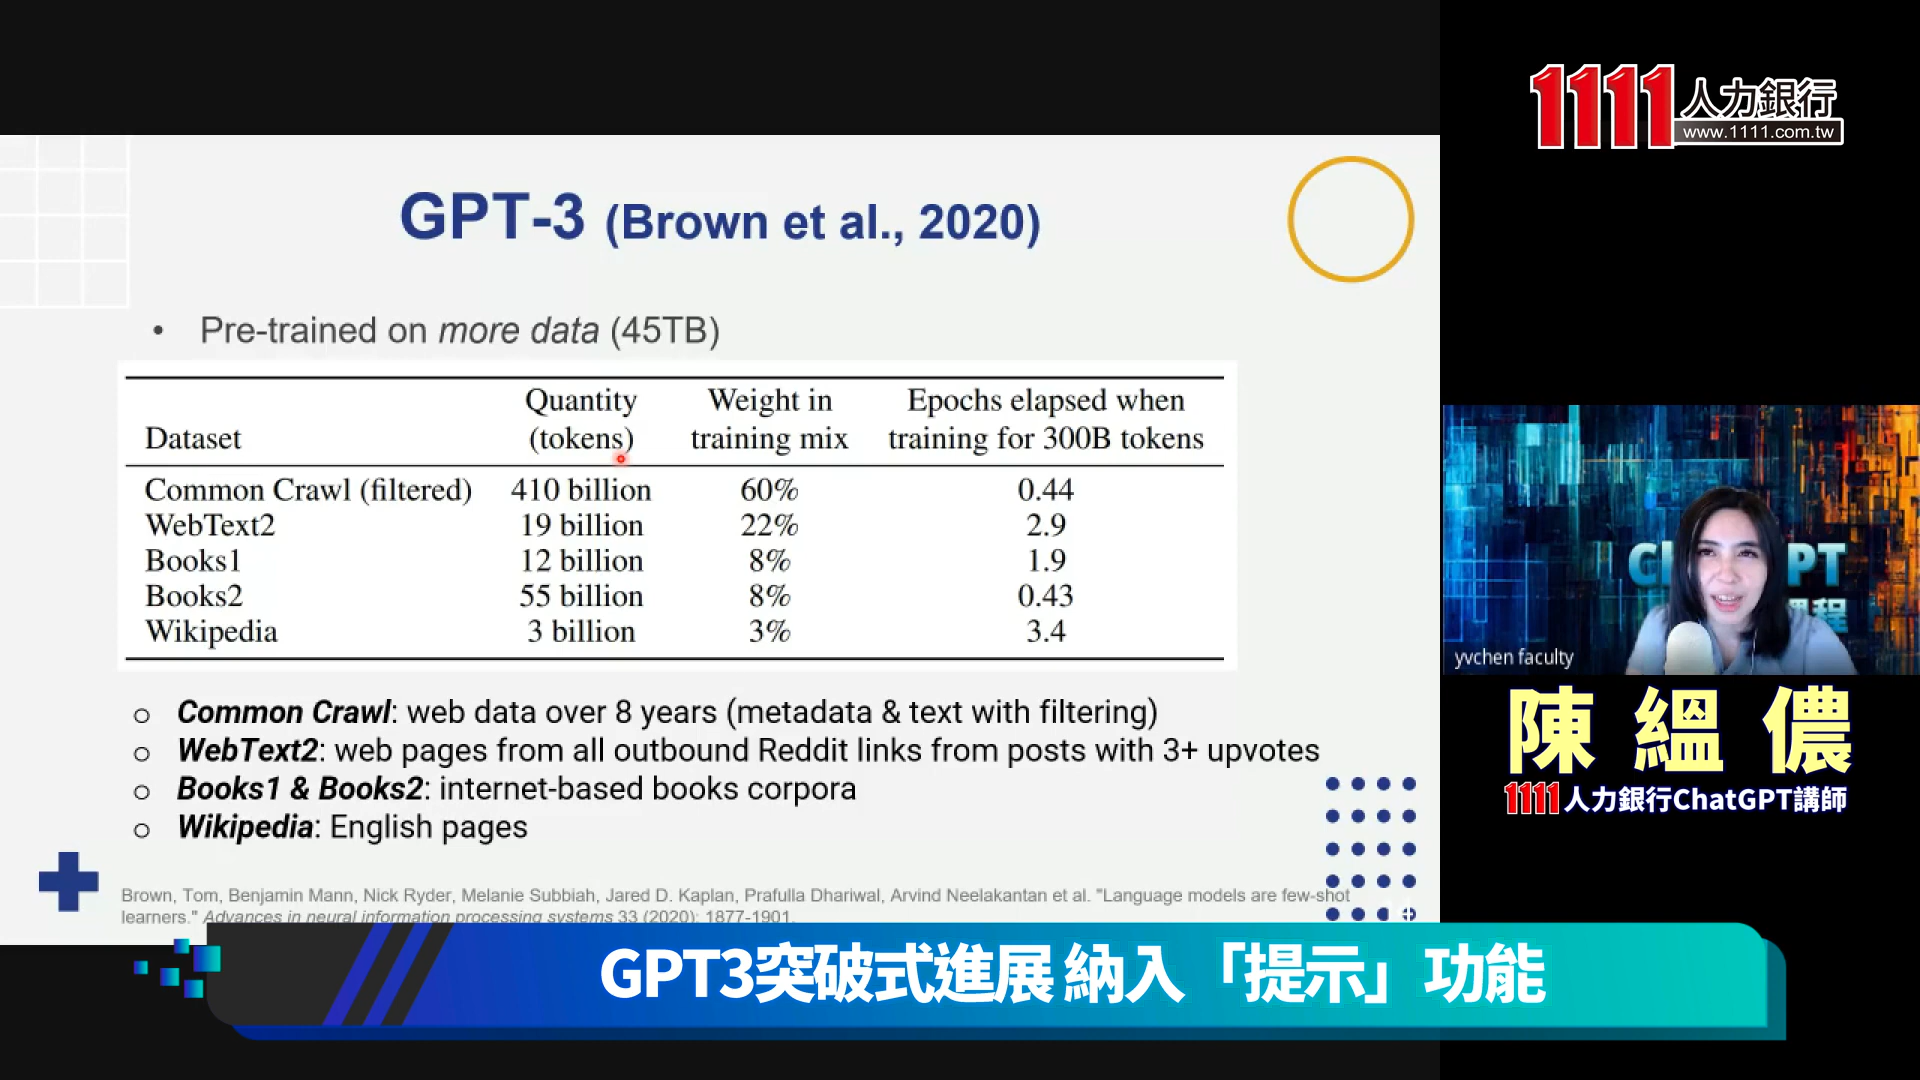 GPT-3 (Brown et al., 2020)
• Pre-trained on more data (45TB)
Dataset Quantity (tokens) Weight in training mix Epochs elapsed when training for 300B tokens
Common Crawl (filtered) 410 billion 60% 0.44
WebText2 19 billion 22% 2.9
Books1 12 billion 8% 1.9
Books2 55 billion 8% 0.43
Wikipedia 3 billion 3% 3.4
o Common Crawl: web data over 8 years (metadata & text with filtering)
o WebText2: web pages from all outbound Reddit links from posts with 3+ upvotes
o Books1 & Books2: internet-based books corpora
o Wikipedia: English pages
Brown, Tom, Benjamin Mann, Nick Ryder, Melanie Subbiah, Jared D. Kaplan, Prafulla Dhariwal, Arvind Neelakantan et al. "Language models are few-shot
learners." Advances in neural information processing systems 33 (2020): 1877-1901.
GPT3突破式進展 納入「提示」功能
1111人力銀行
www.1111.com.tw
yvchen faculty
陳縕儂
1111人力銀行ChatGPT講師